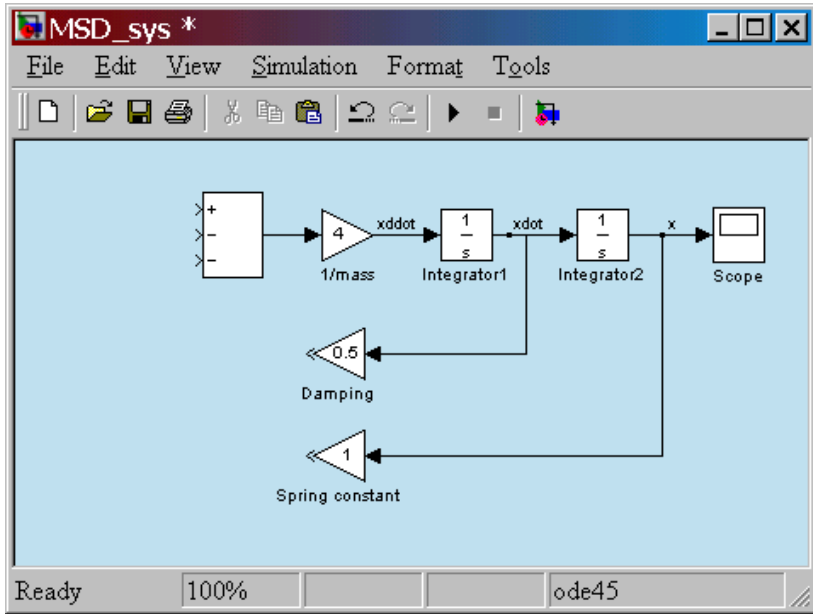 MSD_sys *
File Edit View Simulation Format Tools
+
−
−
4
xddot
1
s
xdot
1
s
x
1/mass
Integrator1
Integrator2
Scope
0.5
Damping
1
Spring constant
Ready 100% ode45